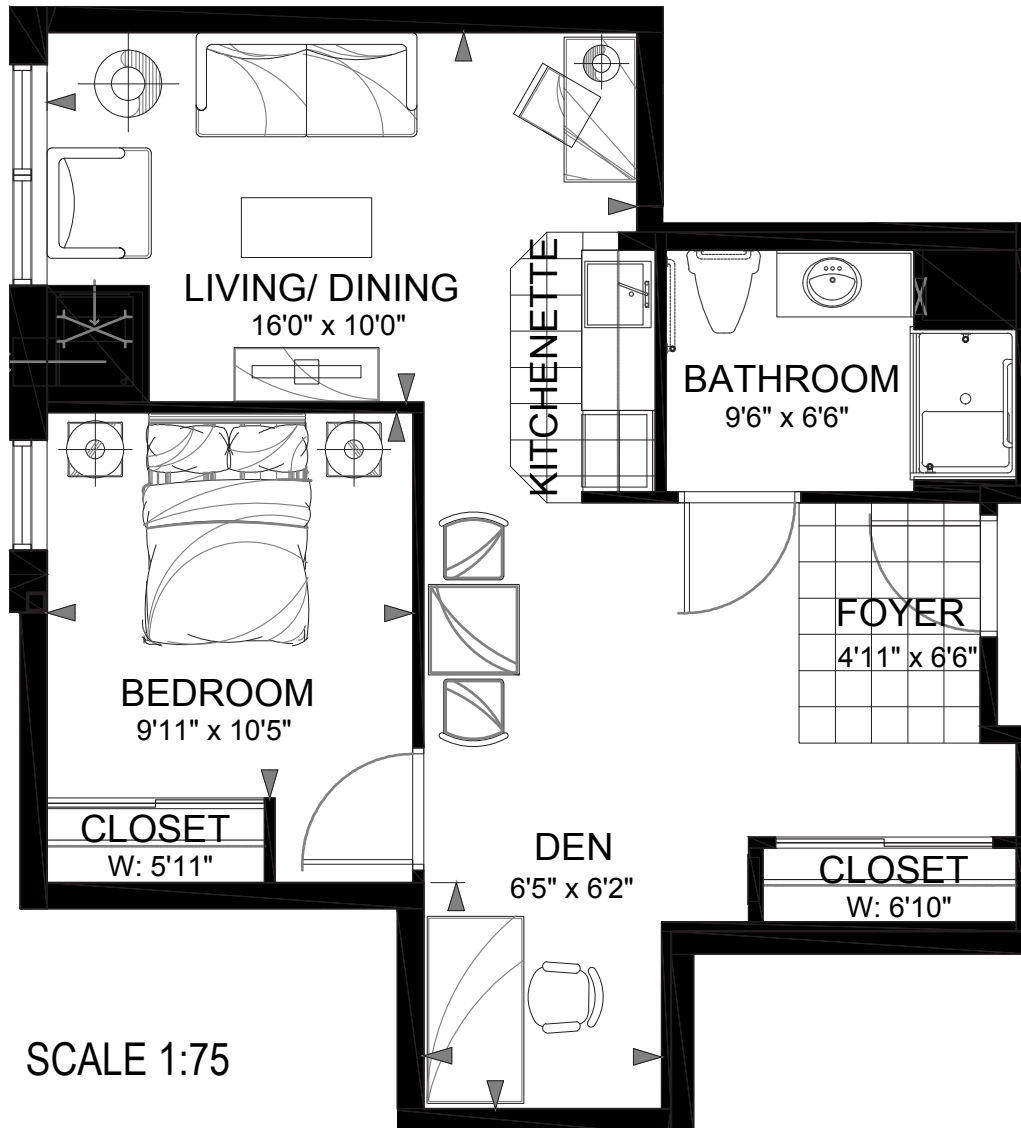 LIVING/ DINING
16'0" x 10'0"
KITCHENETTE
BATHROOM
9'6" x 6'6"
FOYER
4'11" x 6'6"
BEDROOM
9'11" x 10'5"
CLOSET
W: 5'11"
DEN
6'5" x 6'2"
CLOSET
W: 6'10"
SCALE 1:75